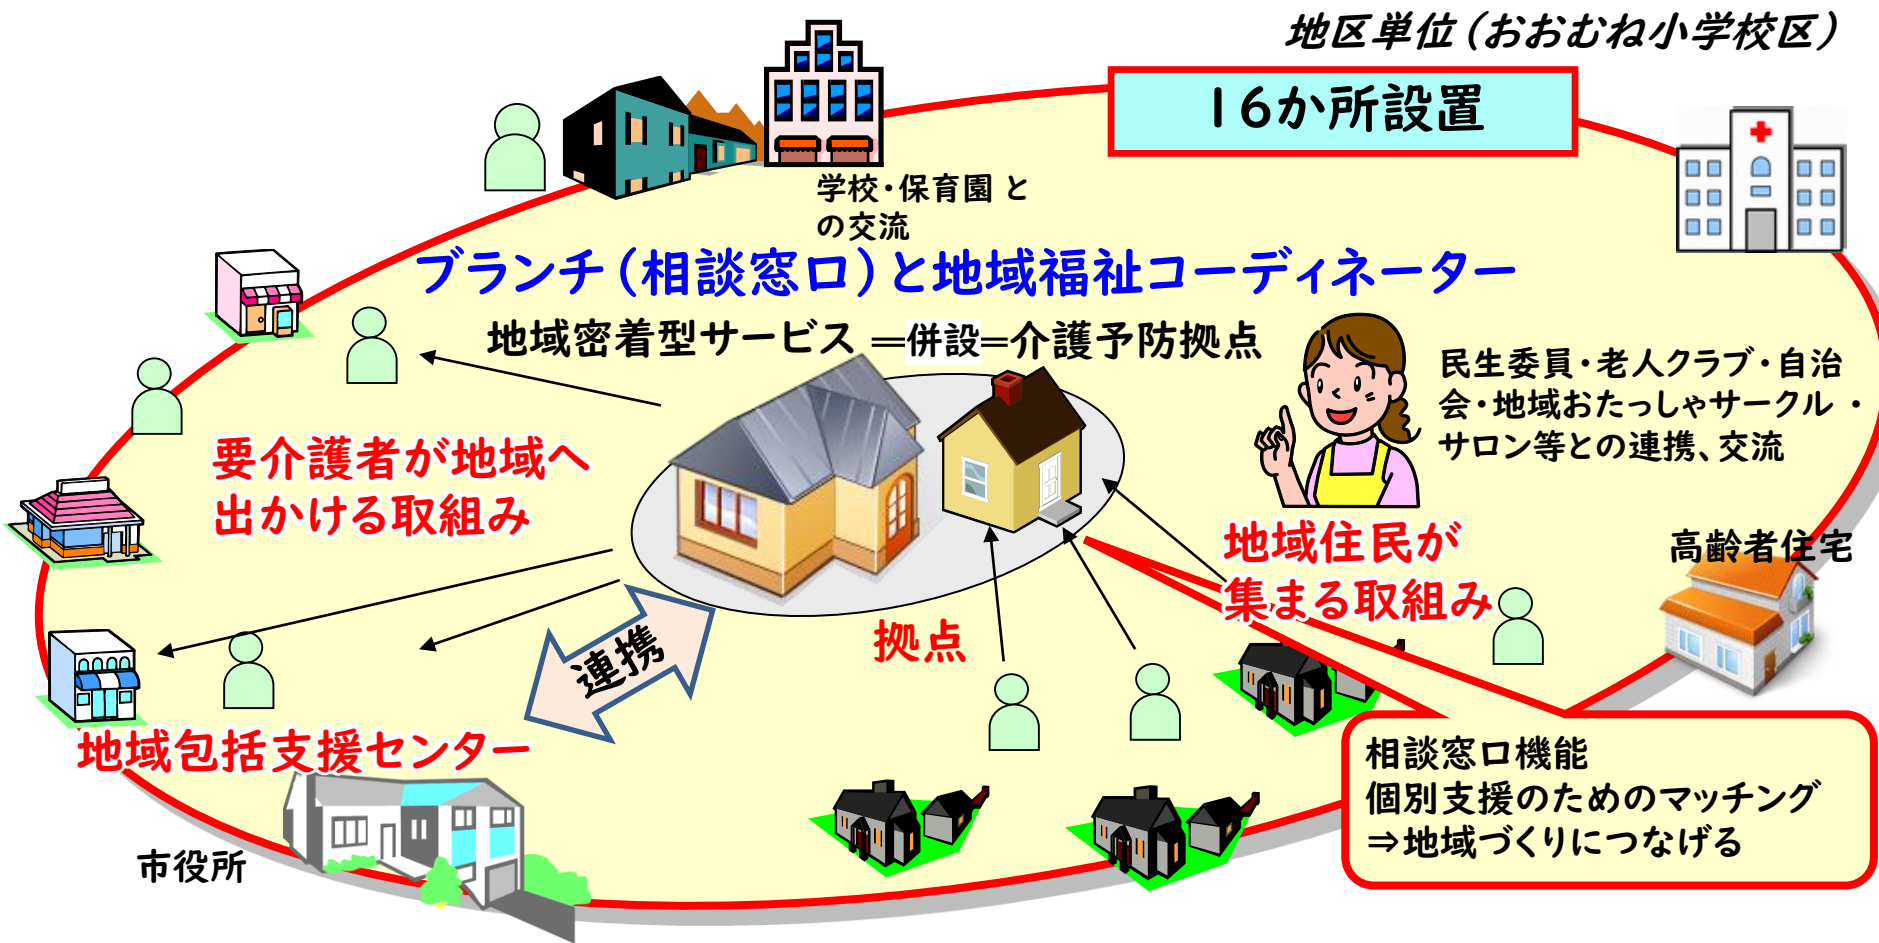 地区単位（おおむね小学校区）
16か所設置
学校・保育園 と
の交流
ブランチ（相談窓口）と地域福祉コーディネーター
地域密着型サービス ＝併設＝介護予防拠点
民生委員・老人クラブ・自治
会・地域おたっしゃサークル ・
サロン等との連携、交流
要介護者が地域へ
出かける取組み
地域住民が
集まる取組み
高齢者住宅
連携
拠点
地域包括支援センター
市役所
相談窓口機能
個別支援のためのマッチング
⇒地域づくりにつなげる